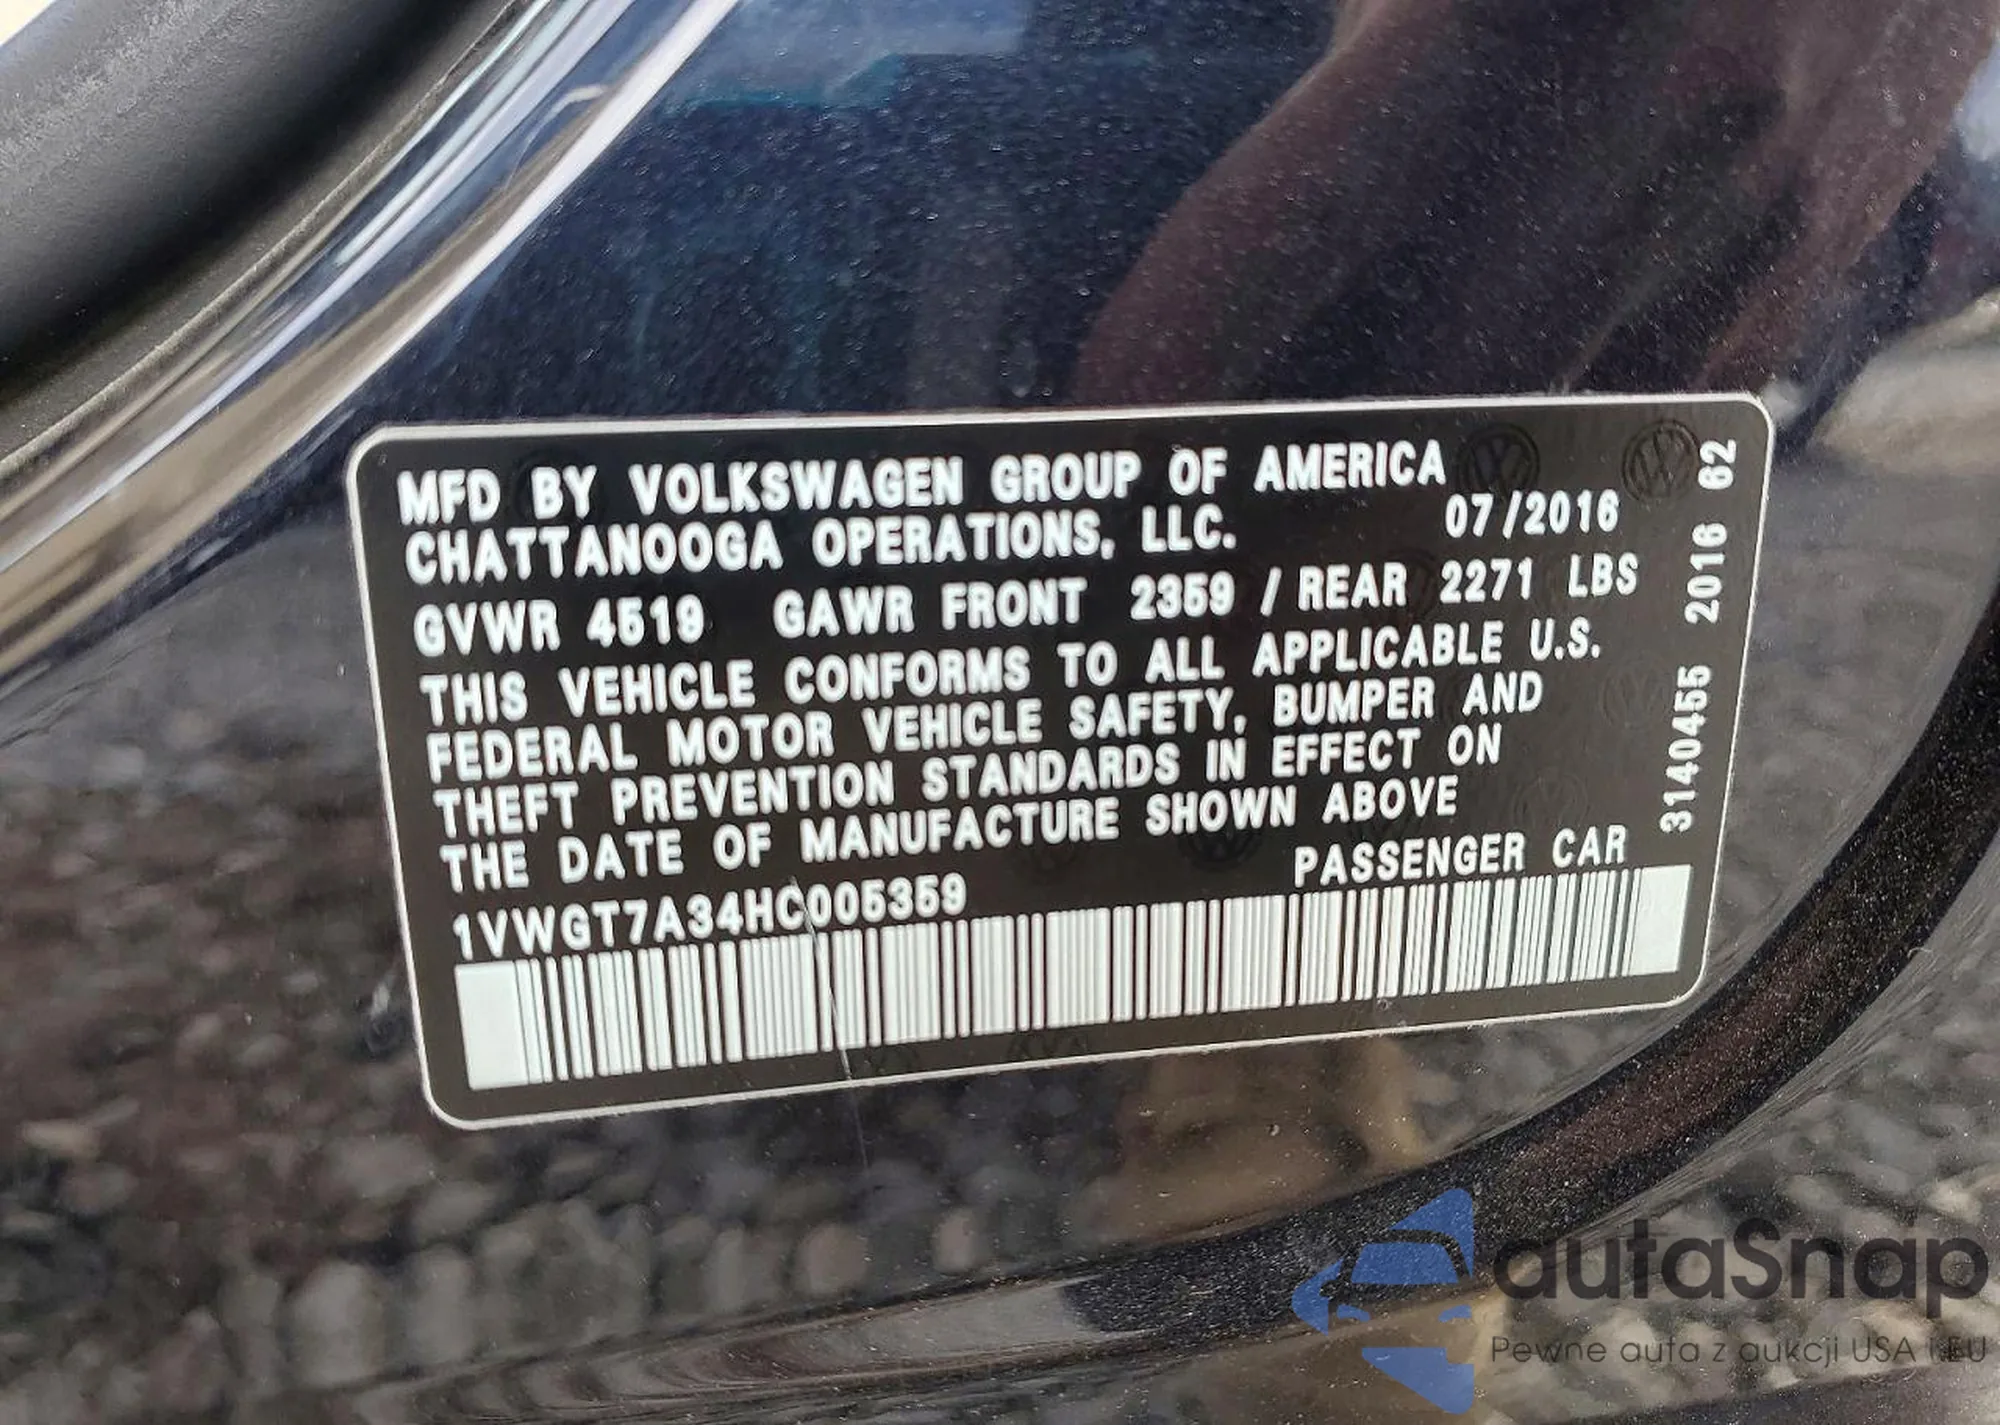 MFD BY VOLKSWAGEN GROUP OF AMERICA
CHATTANOOGA OPERATIONS, LLC. 07/2016
GVWR 4519 GAWR FRONT 2359 / REAR 2271 LBS
THIS VEHICLE CONFORMS TO ALL APPLICABLE U.S.
FEDERAL MOTOR VEHICLE SAFETY, BUMPER AND
THEFT PREVENTION STANDARDS IN EFFECT ON
THE DATE OF MANUFACTURE SHOWN ABOVE
PASSENGER CAR
1VWGT7A34HC005359
3140455 2016 62
autaSnap
Pewne auta z aukcji USA i EU